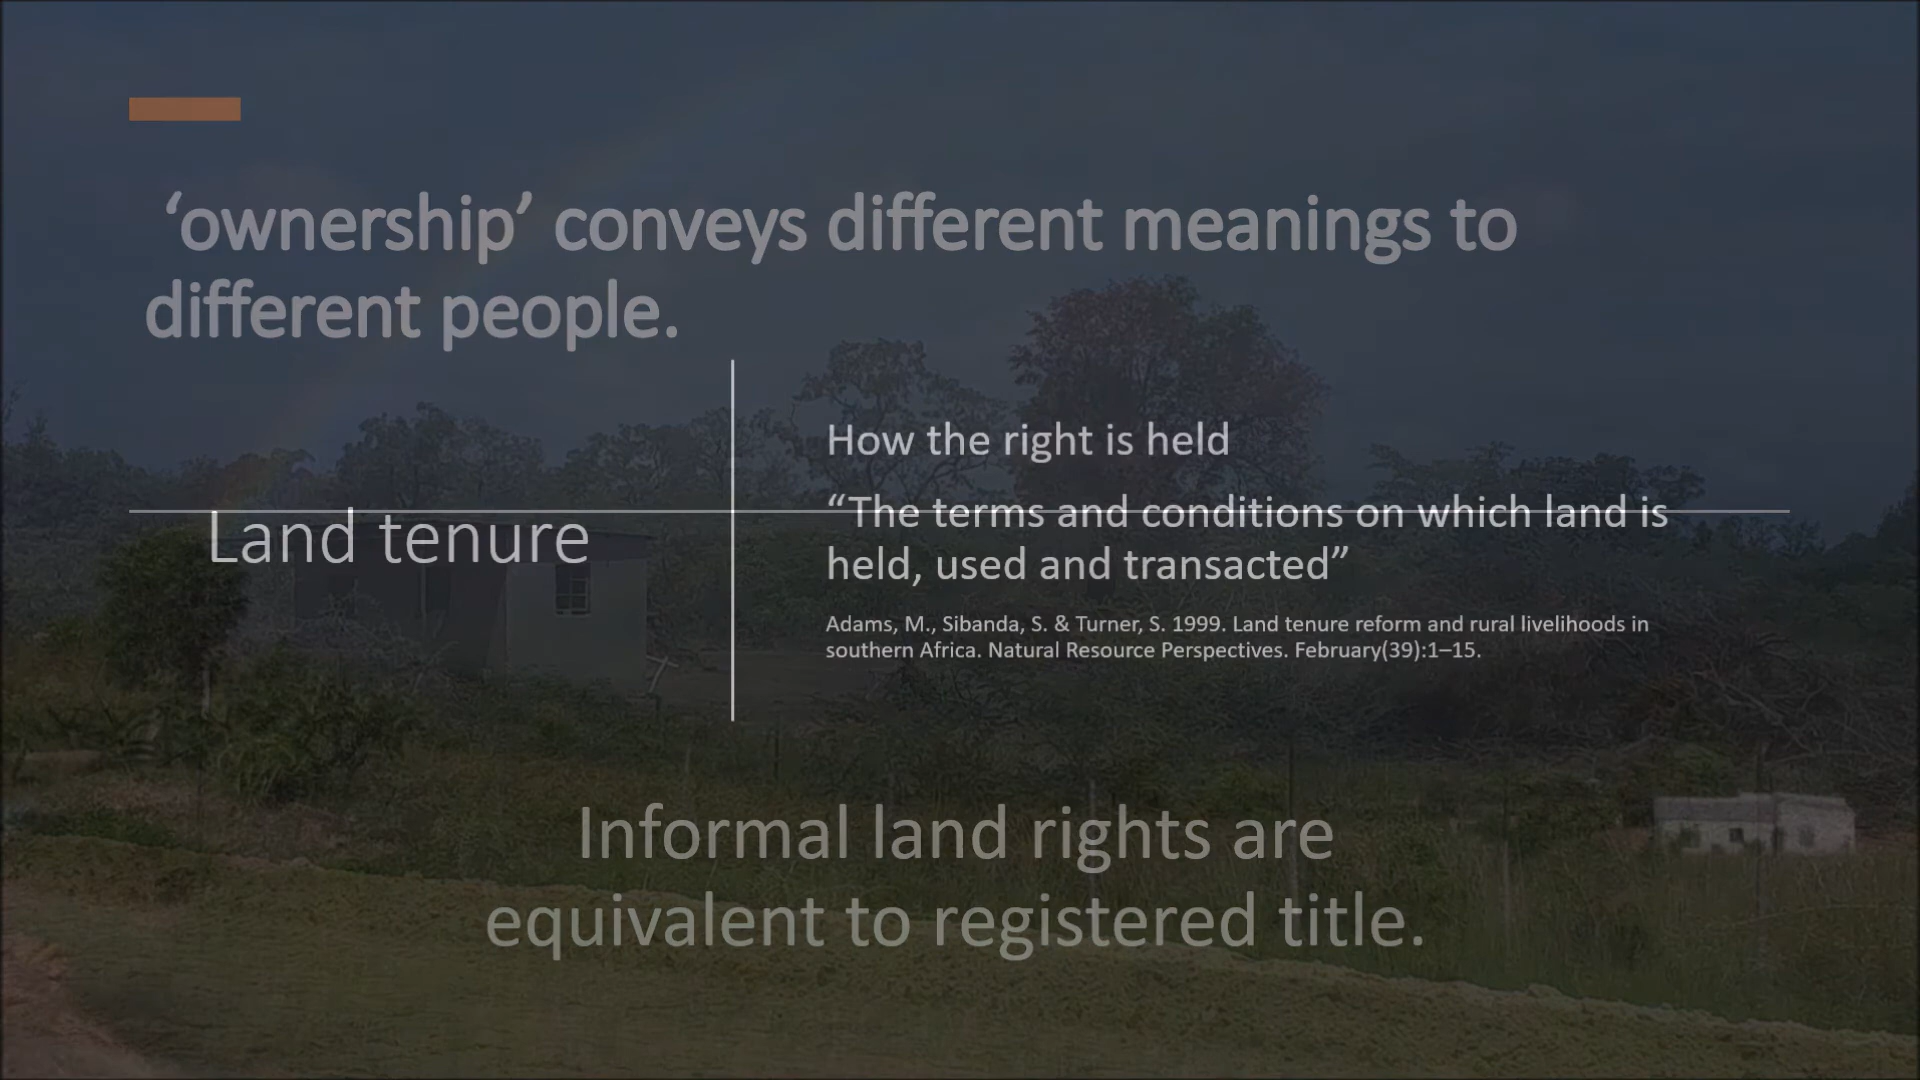 ‘ownership’ conveys different meanings to
different people.
Land tenure
How the right is held
“The terms and conditions on which land is
held, used and transacted”
Adams, M., Sibanda, S. & Turner, S. 1999. Land tenure reform and rural livelihoods in
southern Africa. Natural Resource Perspectives. February(39):1–15.
Informal land rights are
equivalent to registered title.